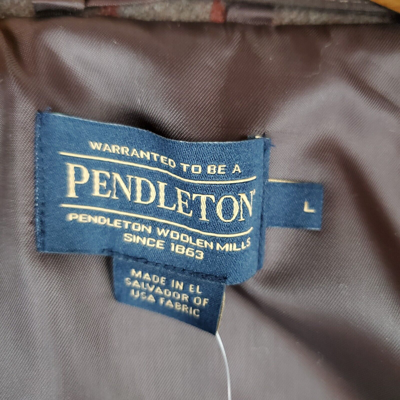 WARRANTED TO BE A
PENDLETON®
PENDLETON WOOLEN MILLS
SINCE 1863
L
MADE IN EL
SALVADOR OF
USA FABRIC